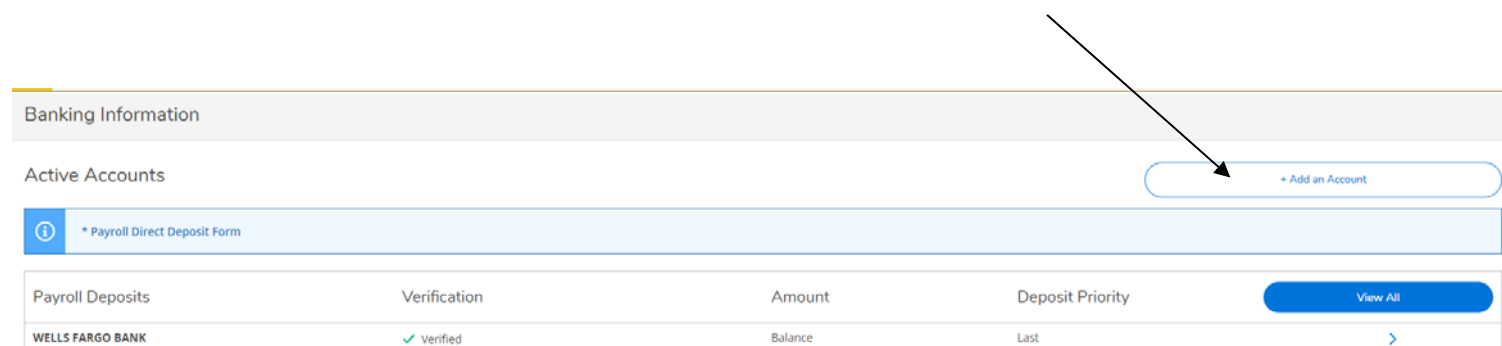 Banking Information
Active Accounts
+ Add an Account
* Payroll Direct Deposit Form
Payroll Deposits Verification Amount Deposit Priority View All
WELLS FARGO BANK Verified Balance Last